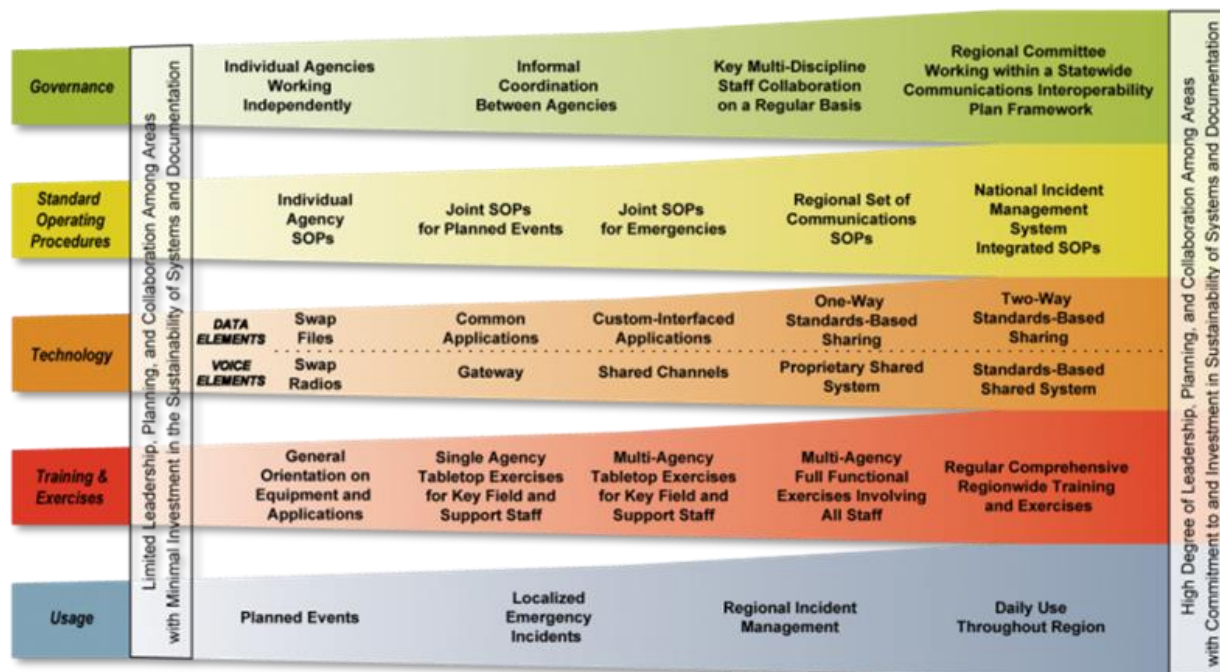 Limited Leadership, Planning, and Collaboration Among Areas
with Minimal Investment in the Sustainability of Systems and Documentation
Governance
Individual Agencies
Working
Independently
Informal
Coordination
Between Agencies
Key Multi-Discipline
Staff Collaboration
on a Regular Basis
Regional Committee
Working within a Statewide
Communications Interoperability
Plan Framework
Standard
Operating
Procedures
Individual
Agency
SOPs
Joint SOPs
for Planned Events
Joint SOPs
for Emergencies
Regional Set of
Communications
SOPs
National Incident
Management
System
Integrated SOPs
Technology
DATA
ELEMENTS
Swap
Files
Common
Applications
Custom-Interfaced
Applications
One-Way
Standards-Based
Sharing
Two-Way
Standards-Based
Sharing
VOICE
ELEMENTS
Swap
Radios
Gateway
Shared Channels
Proprietary Shared
System
Standards-Based
Shared System
Training &
Exercises
General
Orientation on
Equipment and
Applications
Single Agency
Tabletop Exercises
for Key Field and
Support Staff
Multi-Agency
Tabletop Exercises
for Key Field and
Support Staff
Multi-Agency
Full Functional
Exercises Involving
All Staff
Regular Comprehensive
Regionwide Training
and Exercises
Usage
Planned Events
Localized
Emergency
Incidents
Regional Incident
Management
Daily Use
Throughout Region
High Degree of Leadership, Planning, and Collaboration Among Areas
with Commitment to and Investment in Sustainability of Systems and Documentation